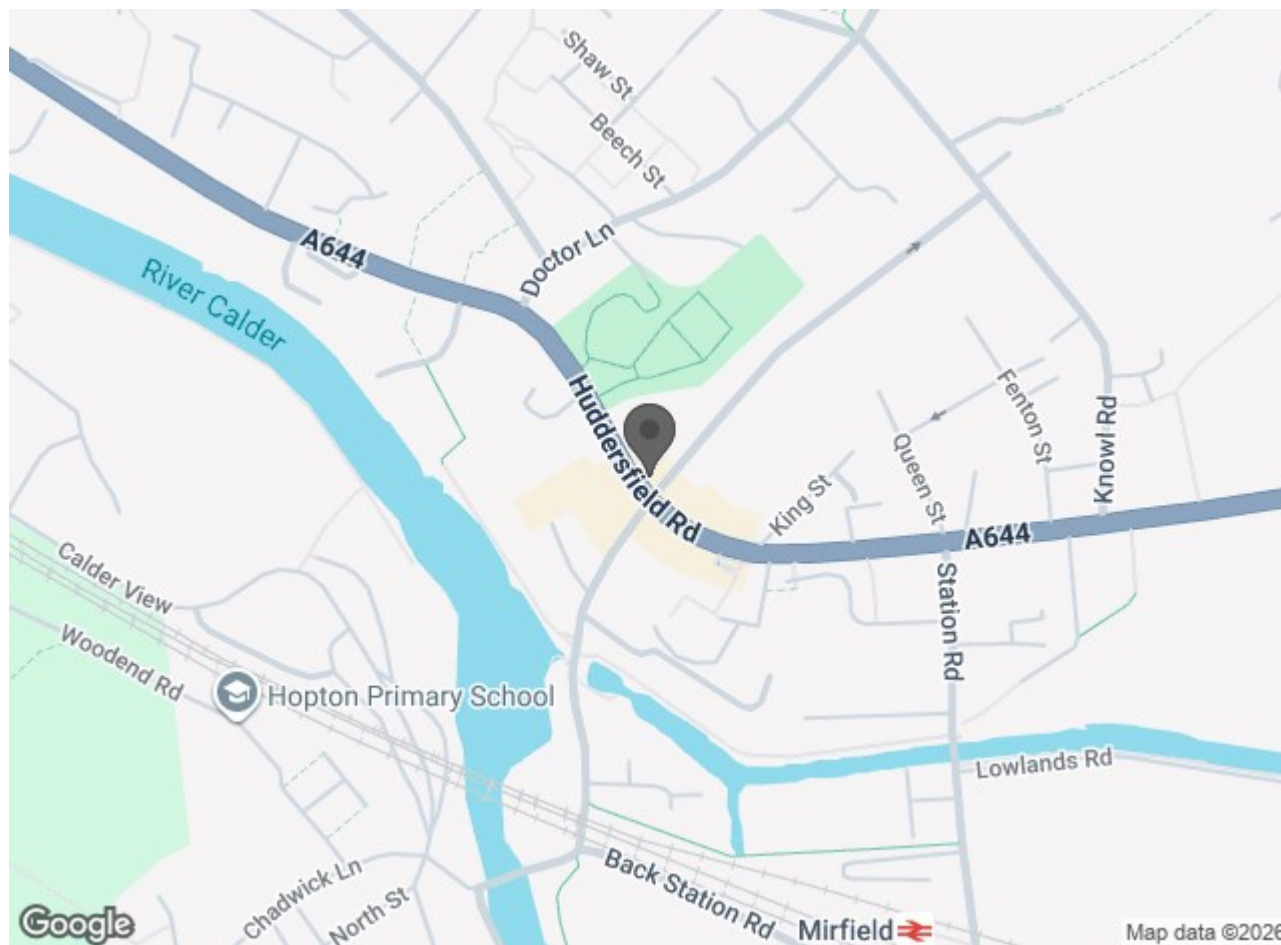 Shaw St
Beech St
Doctor Ln
A644
River Calder
Huddersfield Rd
Fenton St
Knowl Rd
Queen St
King St
A644
Station Rd
Calder View
Woodend Rd
Hopton Primary School
Lowlands Rd
Chadwick Ln
North St
Back Station Rd
Mirfield
Google
Map data ©2026